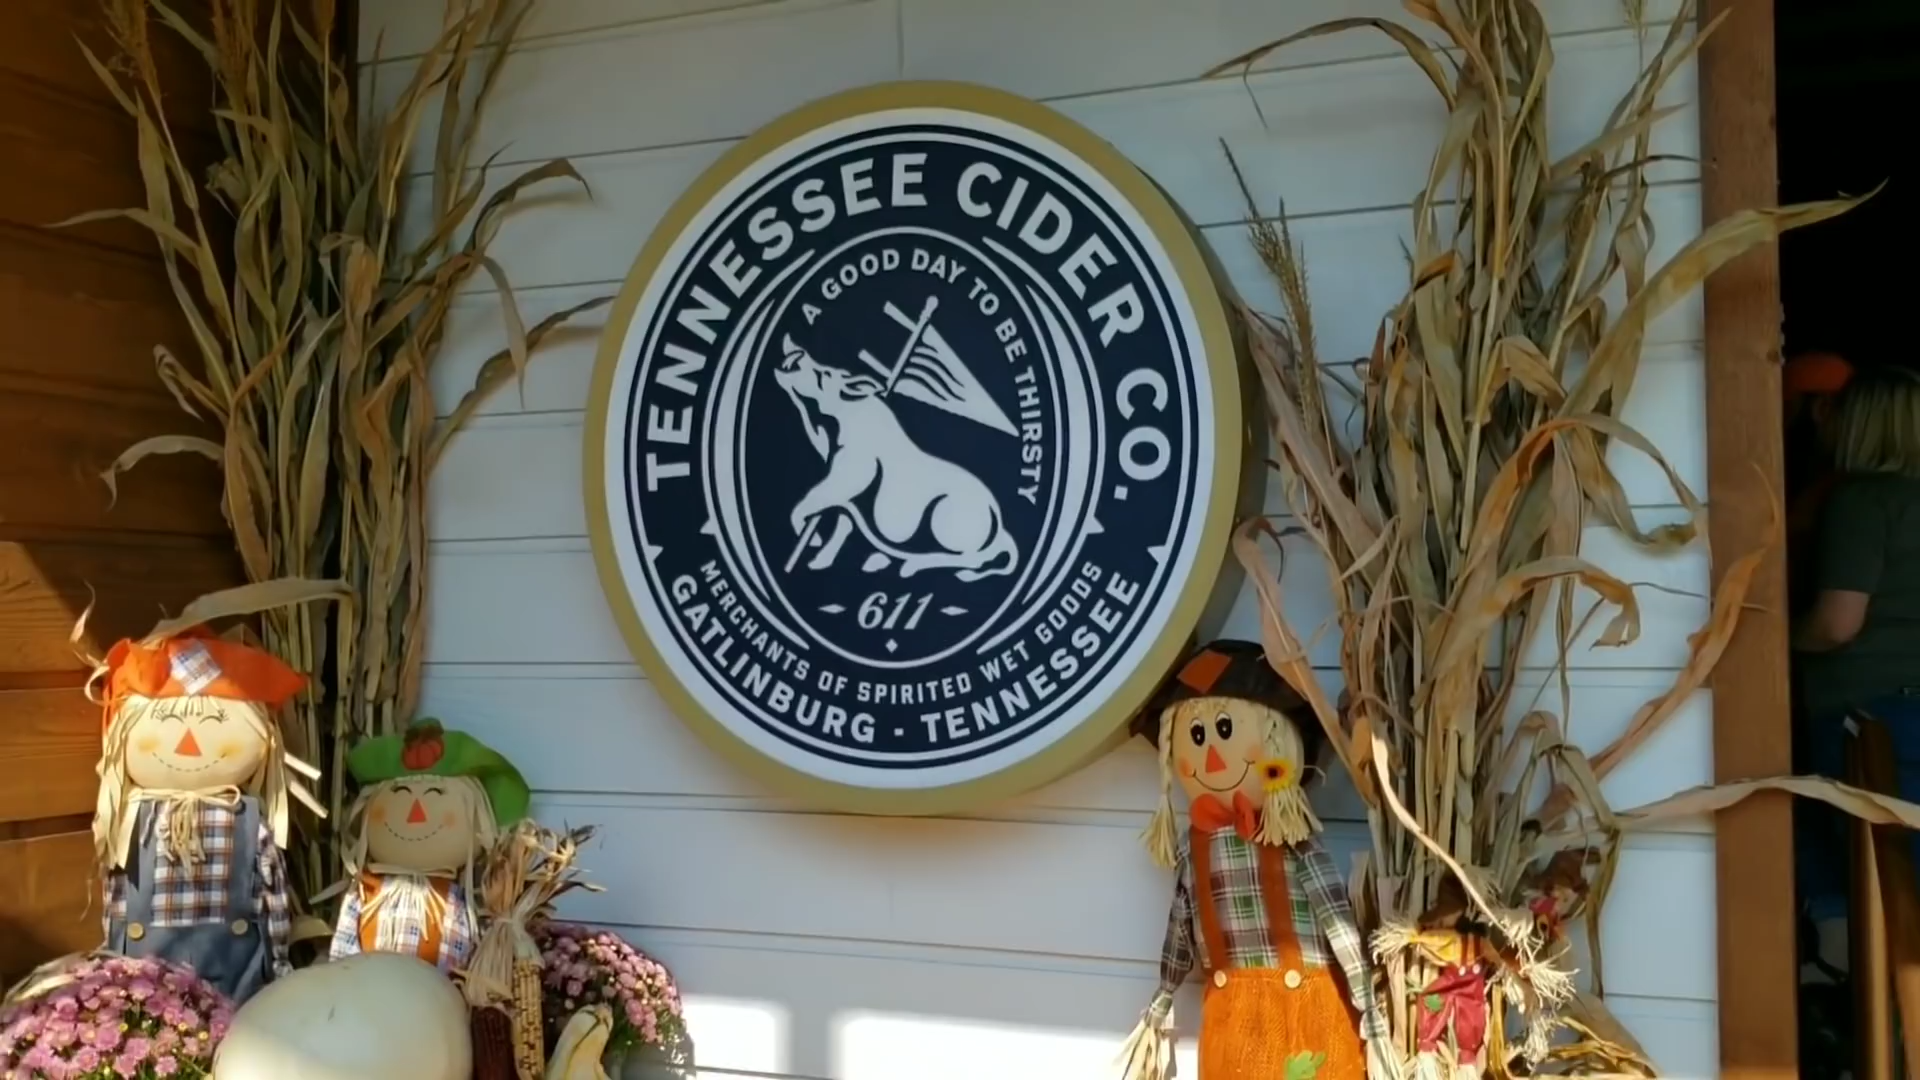 TENNESSEE CIDER CO.
A GOOD DAY TO BE THIRSTY
- 611 -
MERCHANTS OF SPIRITED WET GOODS
GATLINBURG - TENNESSEE